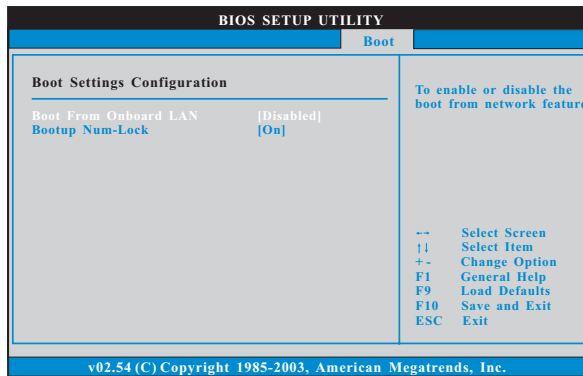 BIOS SETUP UTILITY
Boot
Boot Settings Configuration
Boot From Onboard LAN [Disabled]
Bootup Num-Lock [On]
To enable or disable the
boot from network feature
←→ Select Screen
↑↓ Select Item
+ - Change Option
F1 General Help
F9 Load Defaults
F10 Save and Exit
ESC Exit
v02.54 (C) Copyright 1985-2003, American Megatrends, Inc.